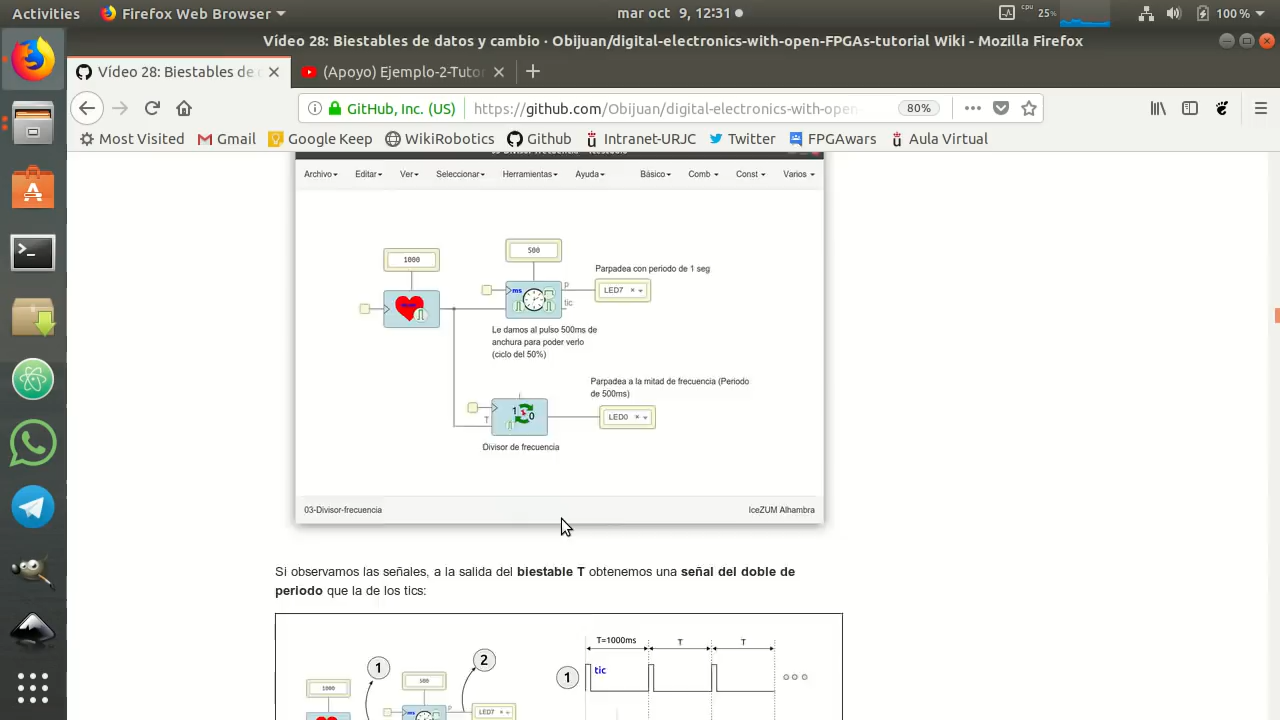 Activities
Firefox Web Browser
mar oct 9, 12:31
cpu
25%
100 %
Vídeo 28: Biestables de datos y cambio · Obijuan/digital-electronics-with-open-FPGAs-tutorial Wiki - Mozilla Firefox
Vídeo 28: Biestables de
(Apoyo) Ejemplo-2-Tuto
GitHub, Inc. (US)
https://github.com/Obijuan/digital-electronics-with-open-
80%
Most Visited
Gmail
Google Keep
WikiRobotics
Github
Intranet-URJC
Twitter
FPGAwars
Aula Virtual
Archivo
Editar
Ver
Seleccionar
Herramientas
Ayuda
Básico
Comb
Const
Varios
1000
500
ms
p
tic
Parpadea con periodo de 1 seg
LED7
Le damos al pulso 500ms de
anchura para poder verlo
(ciclo del 50%)
Parpadea a la mitad de frecuencia (Periodo
de 500ms)
1
0
T
LED0
Divisor de frecuencia
03-Divisor-frecuencia
IceZUM Alhambra
Si observamos las señales, a la salida del biestable T obtenemos una señal del doble de
periodo que la de los tics:
1
2
1000
500
ms
p
LED7
T=1000ms
T
T
1
tic